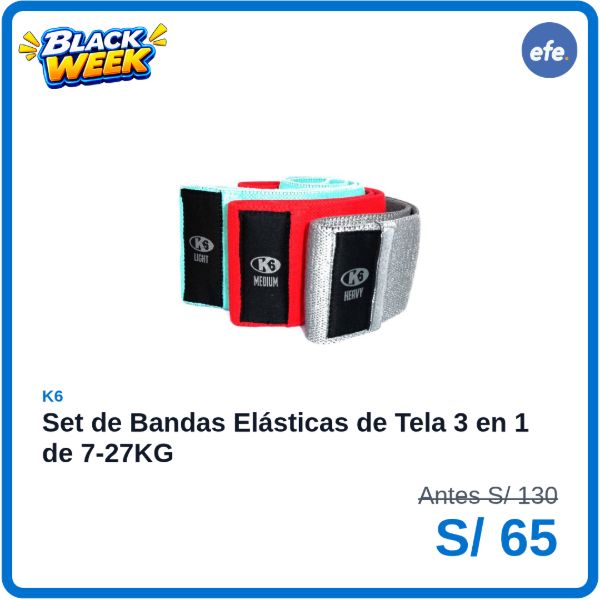 BLACK
WEEK
efe.
K6
LIGHT
K6
MEDIUM
K6
HEAVY
K6
Set de Bandas Elásticas de Tela 3 en 1
de 7-27KG
Antes S/ 130
S/ 65